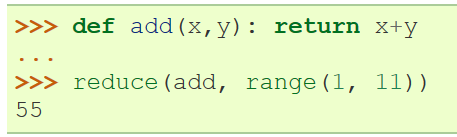 >>> def add(x,y): return x+y
...
>>> reduce(add, range(1, 11))
55